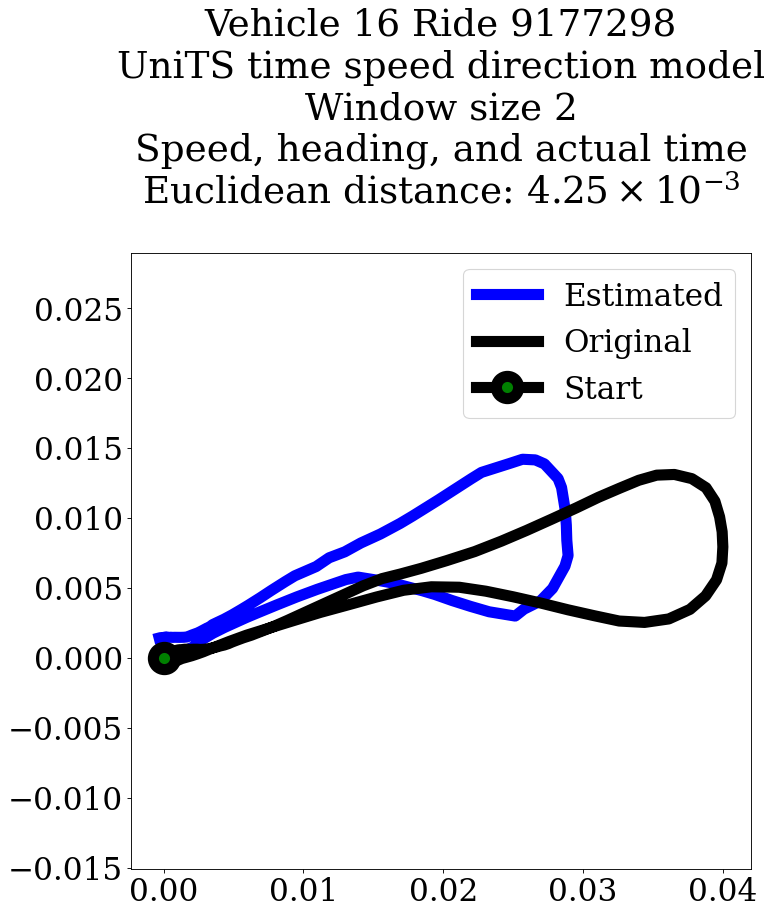 Vehicle 16 Ride 9177298
UniTS time speed direction model
Window size 2
Speed, heading, and actual time
Euclidean distance: 4.25 × 10⁻³
Estimated
Original
Start
0.025
0.020
0.015
0.010
0.005
0.000
−0.005
−0.010
−0.015
0.00 0.01 0.02 0.03 0.04